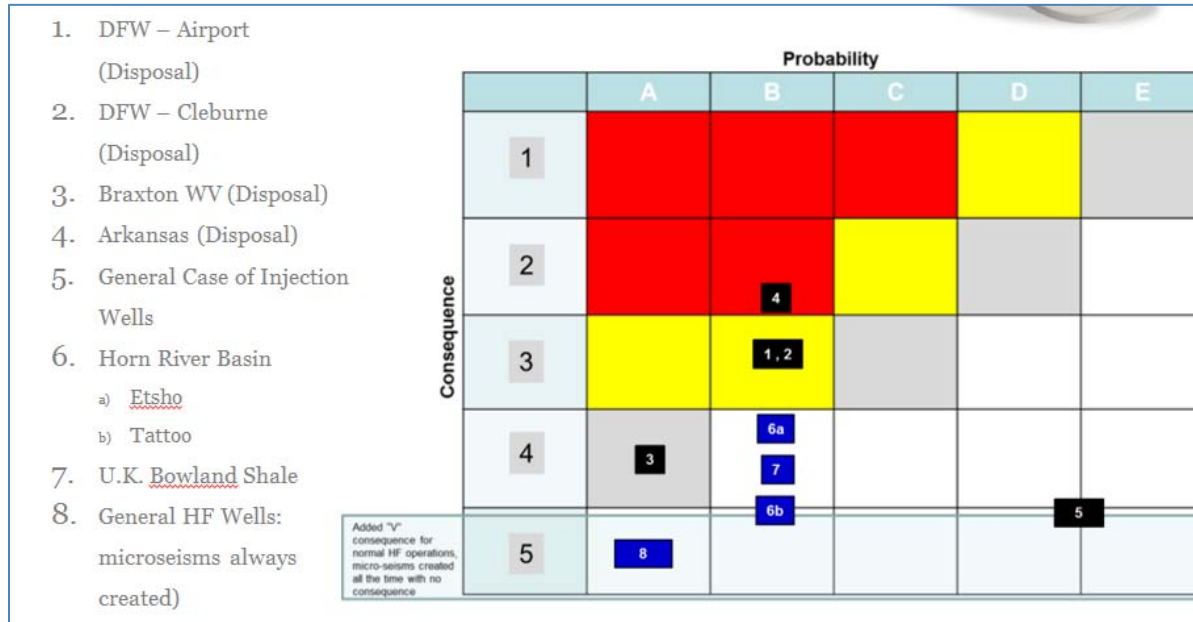 1. DFW – Airport
(Disposal)
2. DFW – Cleburne
(Disposal)
3. Braxton WV (Disposal)
4. Arkansas (Disposal)
5. General Case of Injection
Wells
6. Horn River Basin
a) Etsho
b) Tattoo
7. U.K. Bowland Shale
8. General HF Wells:
microseisms always
created)
Probability
A B C D E
Consequence
1
2
4
3
1 , 2
4
3
6a
7
6b
5
Added "V"
consequence for
normal HF operations,
micro-seisms created
all the time with no
consequence
5
8